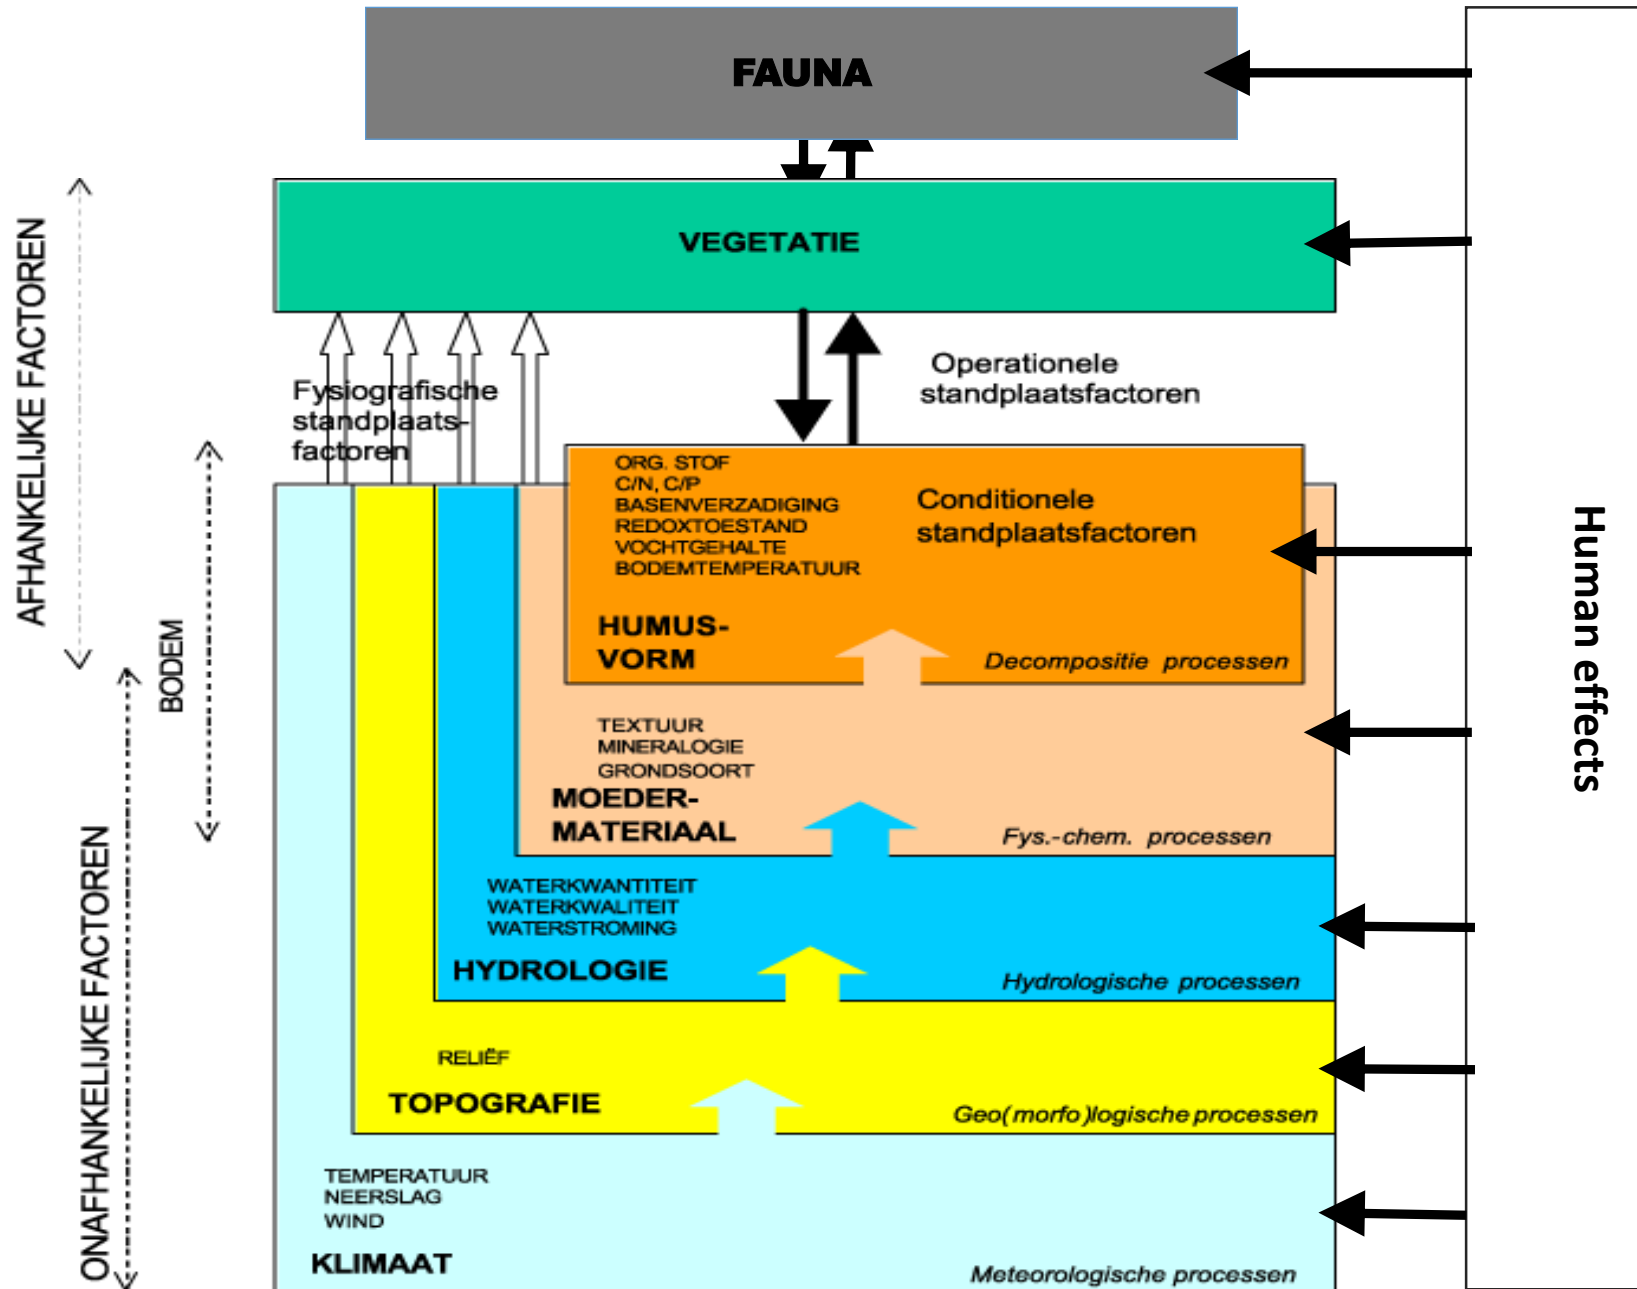 FAUNA
VEGETATIE
AFHANKELIJKE FACTOREN
Fysiografische
standplaats-
factoren
Operationele
standplaatsfactoren
BODEM
ORG. STOF
C/N, C/P
BASENVERZADIGING
REDOXTOESTAND
VOCHTGEHALTE
BODEMTEMPERATUUR
Conditionele
standplaatsfactoren
HUMUS-
VORM
Decompositie processen
Human effects
TEXTUUR
MINERALOGIE
GRONDSOORT
MOEDER-
MATERIAAL
Fys.-chem. processen
ONAFHANKELIJKE FACTOREN
WATERKWANTITEIT
WATERKWALITEIT
WATERSTROMING
HYDROLOGIE
Hydrologische processen
RELIËF
TOPOGRAFIE
Geo(morfo)logische processen
TEMPERATUUR
NEERSLAG
WIND
KLIMAAT
Meteorologische processen